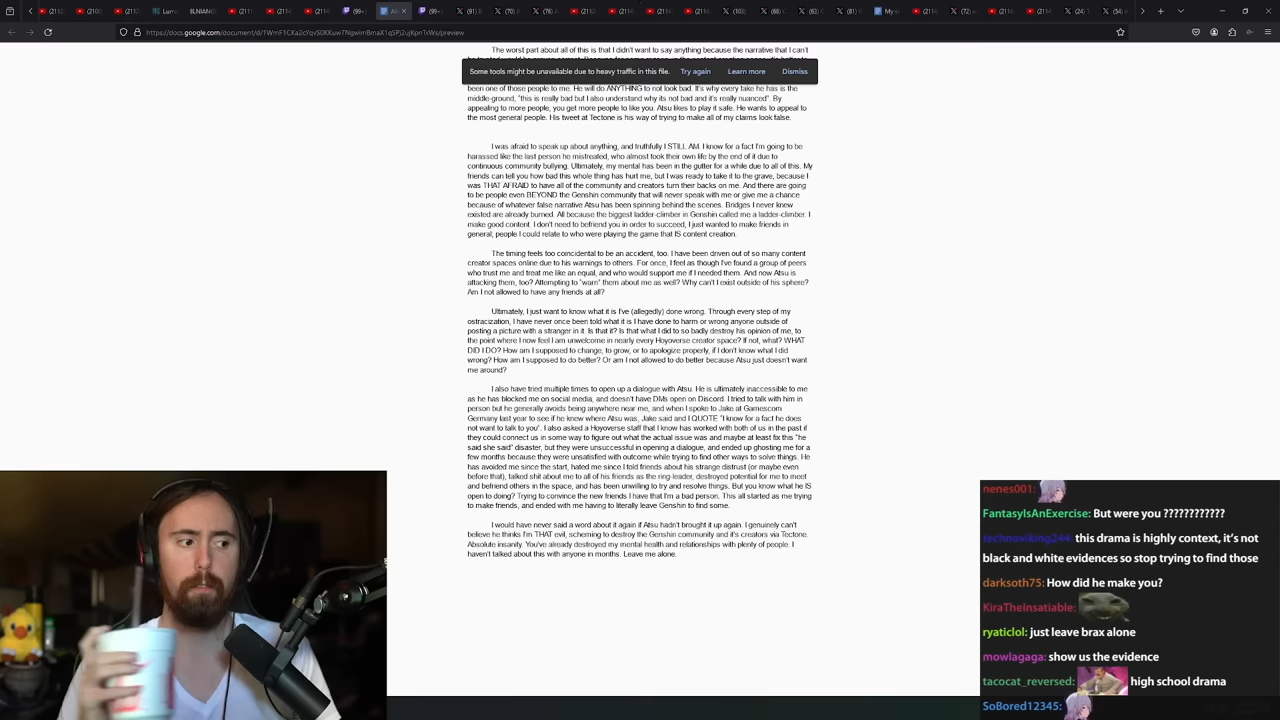 https://docs.google.com/document/d/1WmF1CXa2cYqvS0KKuw7NgwimBmaX1qSPj2ujKpnTxWs/preview
The worst part about all of this is that I didn't want to say anything because the narrative that I can't
Some tools might be unavailable due to heavy traffic in this file. Try again Learn more Dismiss
been one of those people to me. He will do ANYTHING to not look bad. It's why every take he has is the
middle-ground, "this is really bad but I also understand why its not bad and it's really nuanced". By
appealing to more people, you get more people to like you. Atsu likes to play it safe. He wants to appeal to
the most general people. His tweet at Tectone is his way of trying to make all of my claims look false.
I was afraid to speak up about anything, and truthfully I STILL AM. I know for a fact I'm going to be
harassed like the last person he mistreated, who almost took their own life by the end of it due to
continuous community bullying. Ultimately, my mental has been in the gutter for a while due to all of this. My
friends can tell you how bad this whole thing has hurt me, but I was ready to take it to the grave, because I
was THAT AFRAID to have all of the community and creators turn their backs on me. And there are going
to be people even BEYOND the Genshin community that will never speak with me or give me a chance
because of whatever false narrative Atsu has been spinning behind the scenes. Bridges I never knew
existed are already burned. All because the biggest ladder-climber in Genshin called me a ladder-climber. I
make good content. I don't need to befriend you in order to succeed, I just wanted to make friends in
general, people I could relate to who were playing the game that IS content creation.
The timing feels too coincidental to be an accident, too. I have been driven out of so many content
creator spaces online due to his warnings to others. For once, I feel as though I've found a group of peers
who trust me and treat me like an equal, and who would support me if I needed them. And now Atsu is
attacking them, too? Attempting to "warn" them about me as well? Why can't I exist outside of his sphere?
Am I not allowed to have any friends at all?
Ultimately, I just want to know what it is I've (allegedly) done wrong. Through every step of my
ostracization, I have never once been told what it is I have done to harm or wrong anyone outside of
posting a picture with a stranger in it. Is that it? Is that what I did to so badly destroy his opinion of me, to
the point where I now feel I am unwelcome in nearly every Hoyoverse creator space? If not, what? WHAT
DID I DO? How am I supposed to change, to grow, or to apologize properly, if I don't know what I did
wrong? How am I supposed to do better? Or am I not allowed to do better because Atsu just doesn't want
me around?
I also have tried multiple times to open up a dialogue with Atsu. He is ultimately inaccessible to me
as he has blocked me on social media, and doesn't have DMs open on Discord. I tried to talk with him in
person but he generally avoids being anywhere near me, and when I spoke to Jake at Gamescom
Germany last year to see if he knew where Atsu was, Jake said and I QUOTE "I know for a fact he does
not want to talk to you". I also asked a Hoyoverse staff that I know has worked with both of us in the past if
they could connect us in some way to figure out what the actual issue was and maybe at least fix this "he
said she said" disaster, but they were unsuccessful in opening a dialogue, and ended up ghosting me for a
few months because they were unsatisfied with outcome while trying to find other ways to solve things. He
has avoided me since the start, hated me since I told friends about his strange distrust (or maybe even
before that), talked shit about me to all of his friends as the ring-leader, destroyed potential for me to meet
and befriend others in the space, and has been unwilling to try and resolve things. But you know what he IS
open to doing? Trying to convince the new friends I have that I'm a bad person. This all started as me trying
to make friends, and ended with me having to literally leave Genshin to find some.
I would have never said a word about it again if Atsu hadn't brought it up again. I genuinely can't
believe he thinks I'm THAT evil, scheming to destroy the Genshin community and it's creators via Tectone.
Absolute insanity. You've already destroyed my mental health and relationships with plenty of people. I
haven't talked about this with anyone in months. Leave me alone.
nenes001:
FantasyIsAnExercise: But were you ????????????
technoviking244: this drama is highly context, it's not
black and white evidences so stop trying to find those
darksoth75: How did he make you?
KiraTheInsatiable:
ryaticlol: just leave brax alone
mowlagaga: show us the evidence
tacocat_reversed: high school drama
SoBored12345: